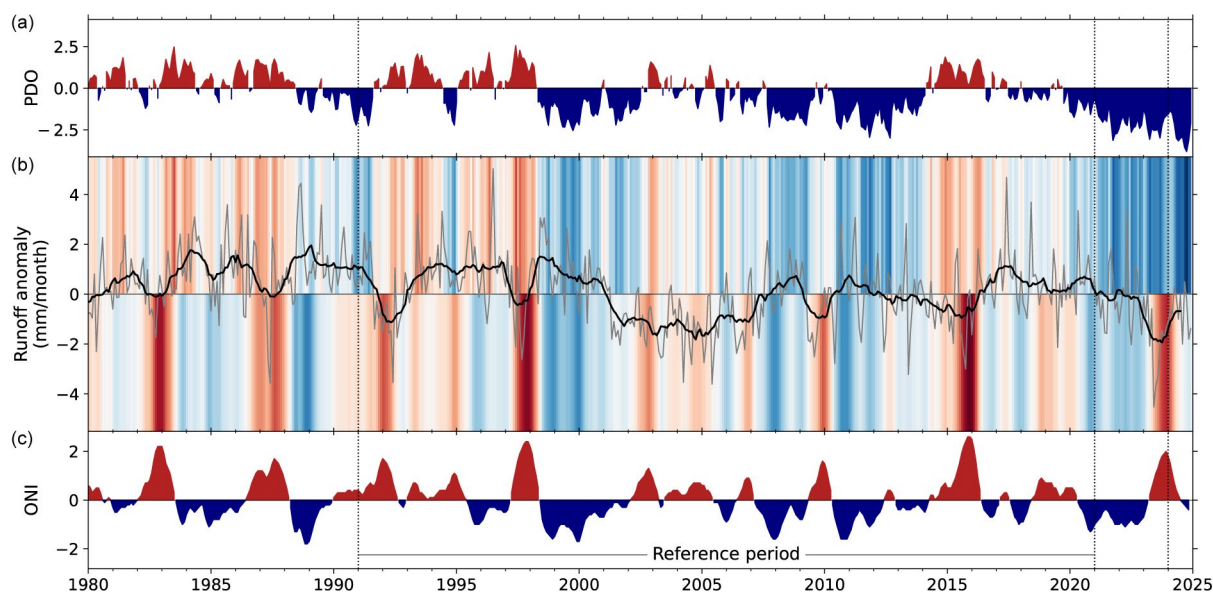 (a)
PDO
2.5
0.0
−2.5
(b)
Runoff anomaly
(mm/month)
4
2
0
−2
−4
(c)
ONI
2
0
−2
Reference period
1980 1985 1990 1995 2000 2005 2010 2015 2020 2025